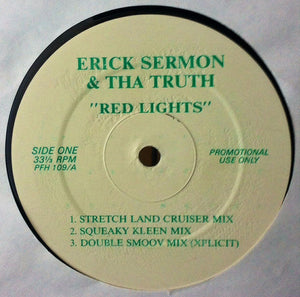 ERICK SERMON
& THA TRUTH
"RED LIGHTS"
SIDE ONE
33⅓ RPM
PFH 109/A
PROMOTIONAL
USE ONLY
1. STRETCH LAND CRUISER MIX
2. SQUEAKY KLEEN MIX
3. DOUBLE SMOOV MIX (XPLICIT)